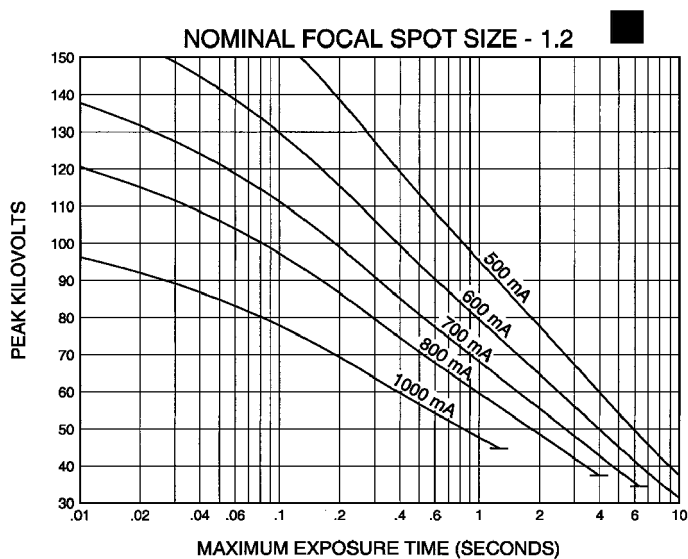 NOMINAL FOCAL SPOT SIZE - 1.2
PEAK KILOVOLTS
150
140
130
120
110
100
90
80
70
60
50
40
30
500 mA
600 mA
700 mA
800 mA
1000 mA
.01 .02 .04 .06 .1 .2 .4 .6 1 2 4 6 10
MAXIMUM EXPOSURE TIME (SECONDS)